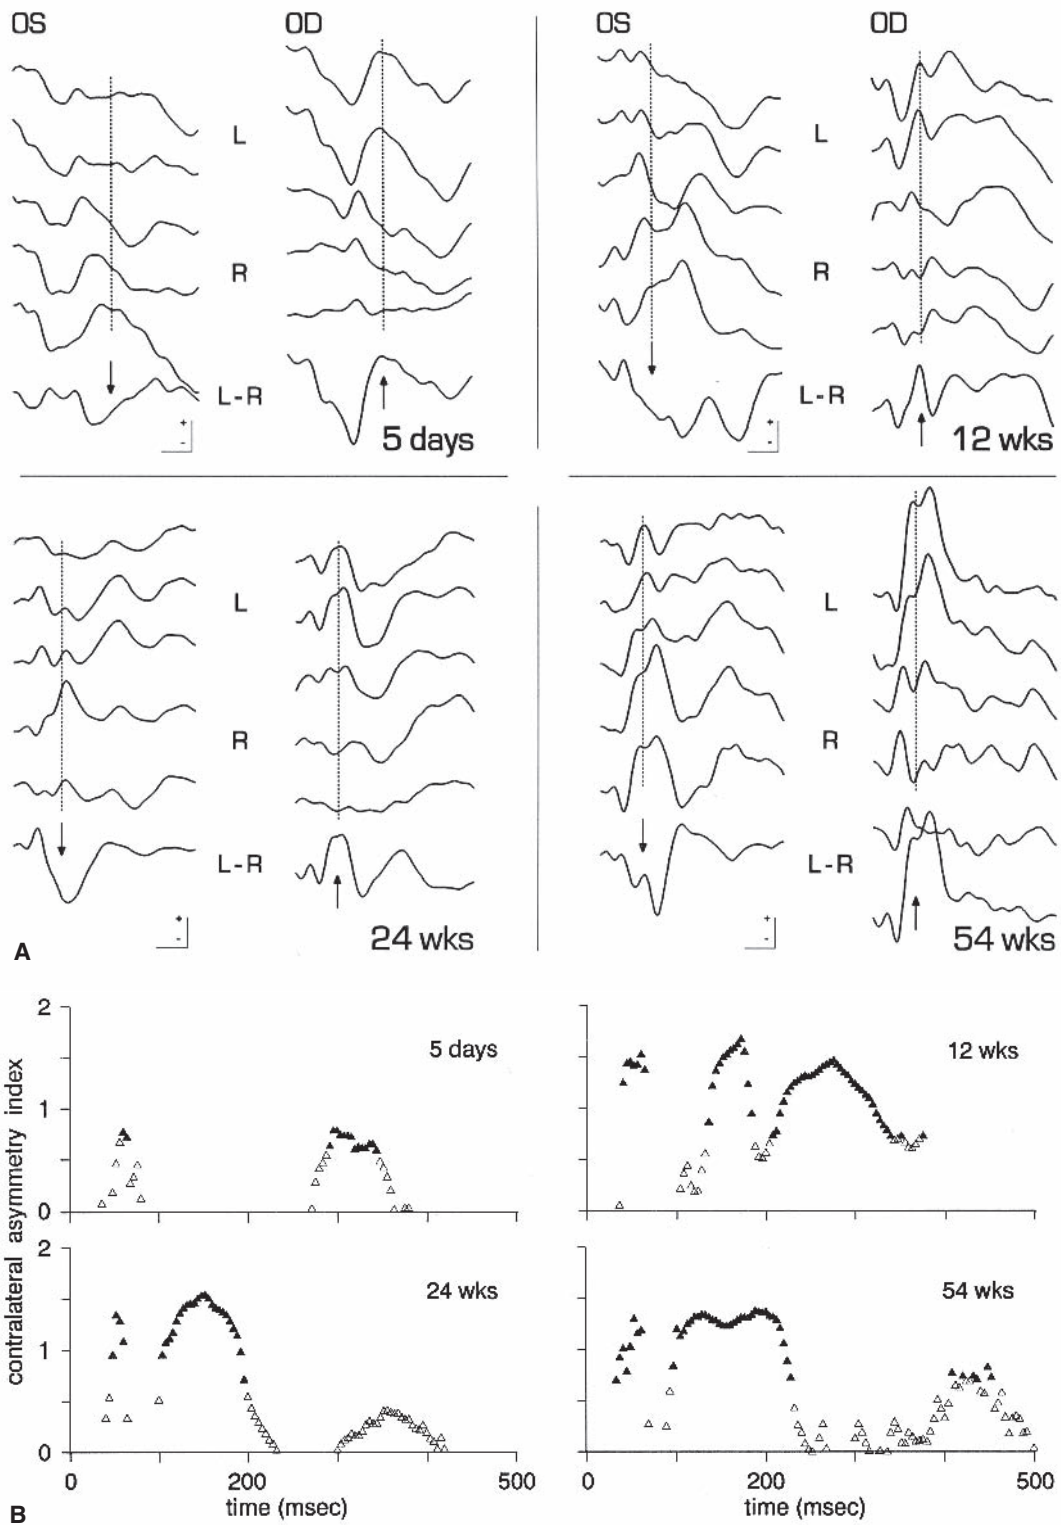 OS OD OS OD
L L
R R
L-R L-R
+ +
- -
5 days 12 wks
L L
R R
L-R L-R
+ +
- -
24 wks 54 wks
A
contralateral asymmetry index
2
5 days 12 wks
1
0
2
24 wks 54 wks
1
0
0 200 500 0 200 500
time (msec) time (msec)
B